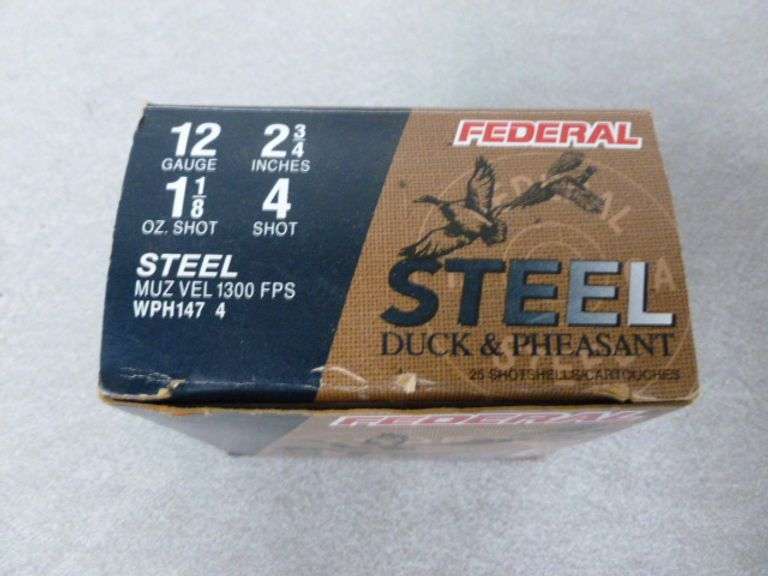 12 GAUGE
2 3/4 INCHES
1 1/8 OZ. SHOT
4 SHOT
STEEL
MUZ VEL 1300 FPS
WPH147 4
FEDERAL
FEDERAL
STEEL
DUCK & PHEASANT
25 SHOTSHELLS/CARTOUCHES
FEDERAL